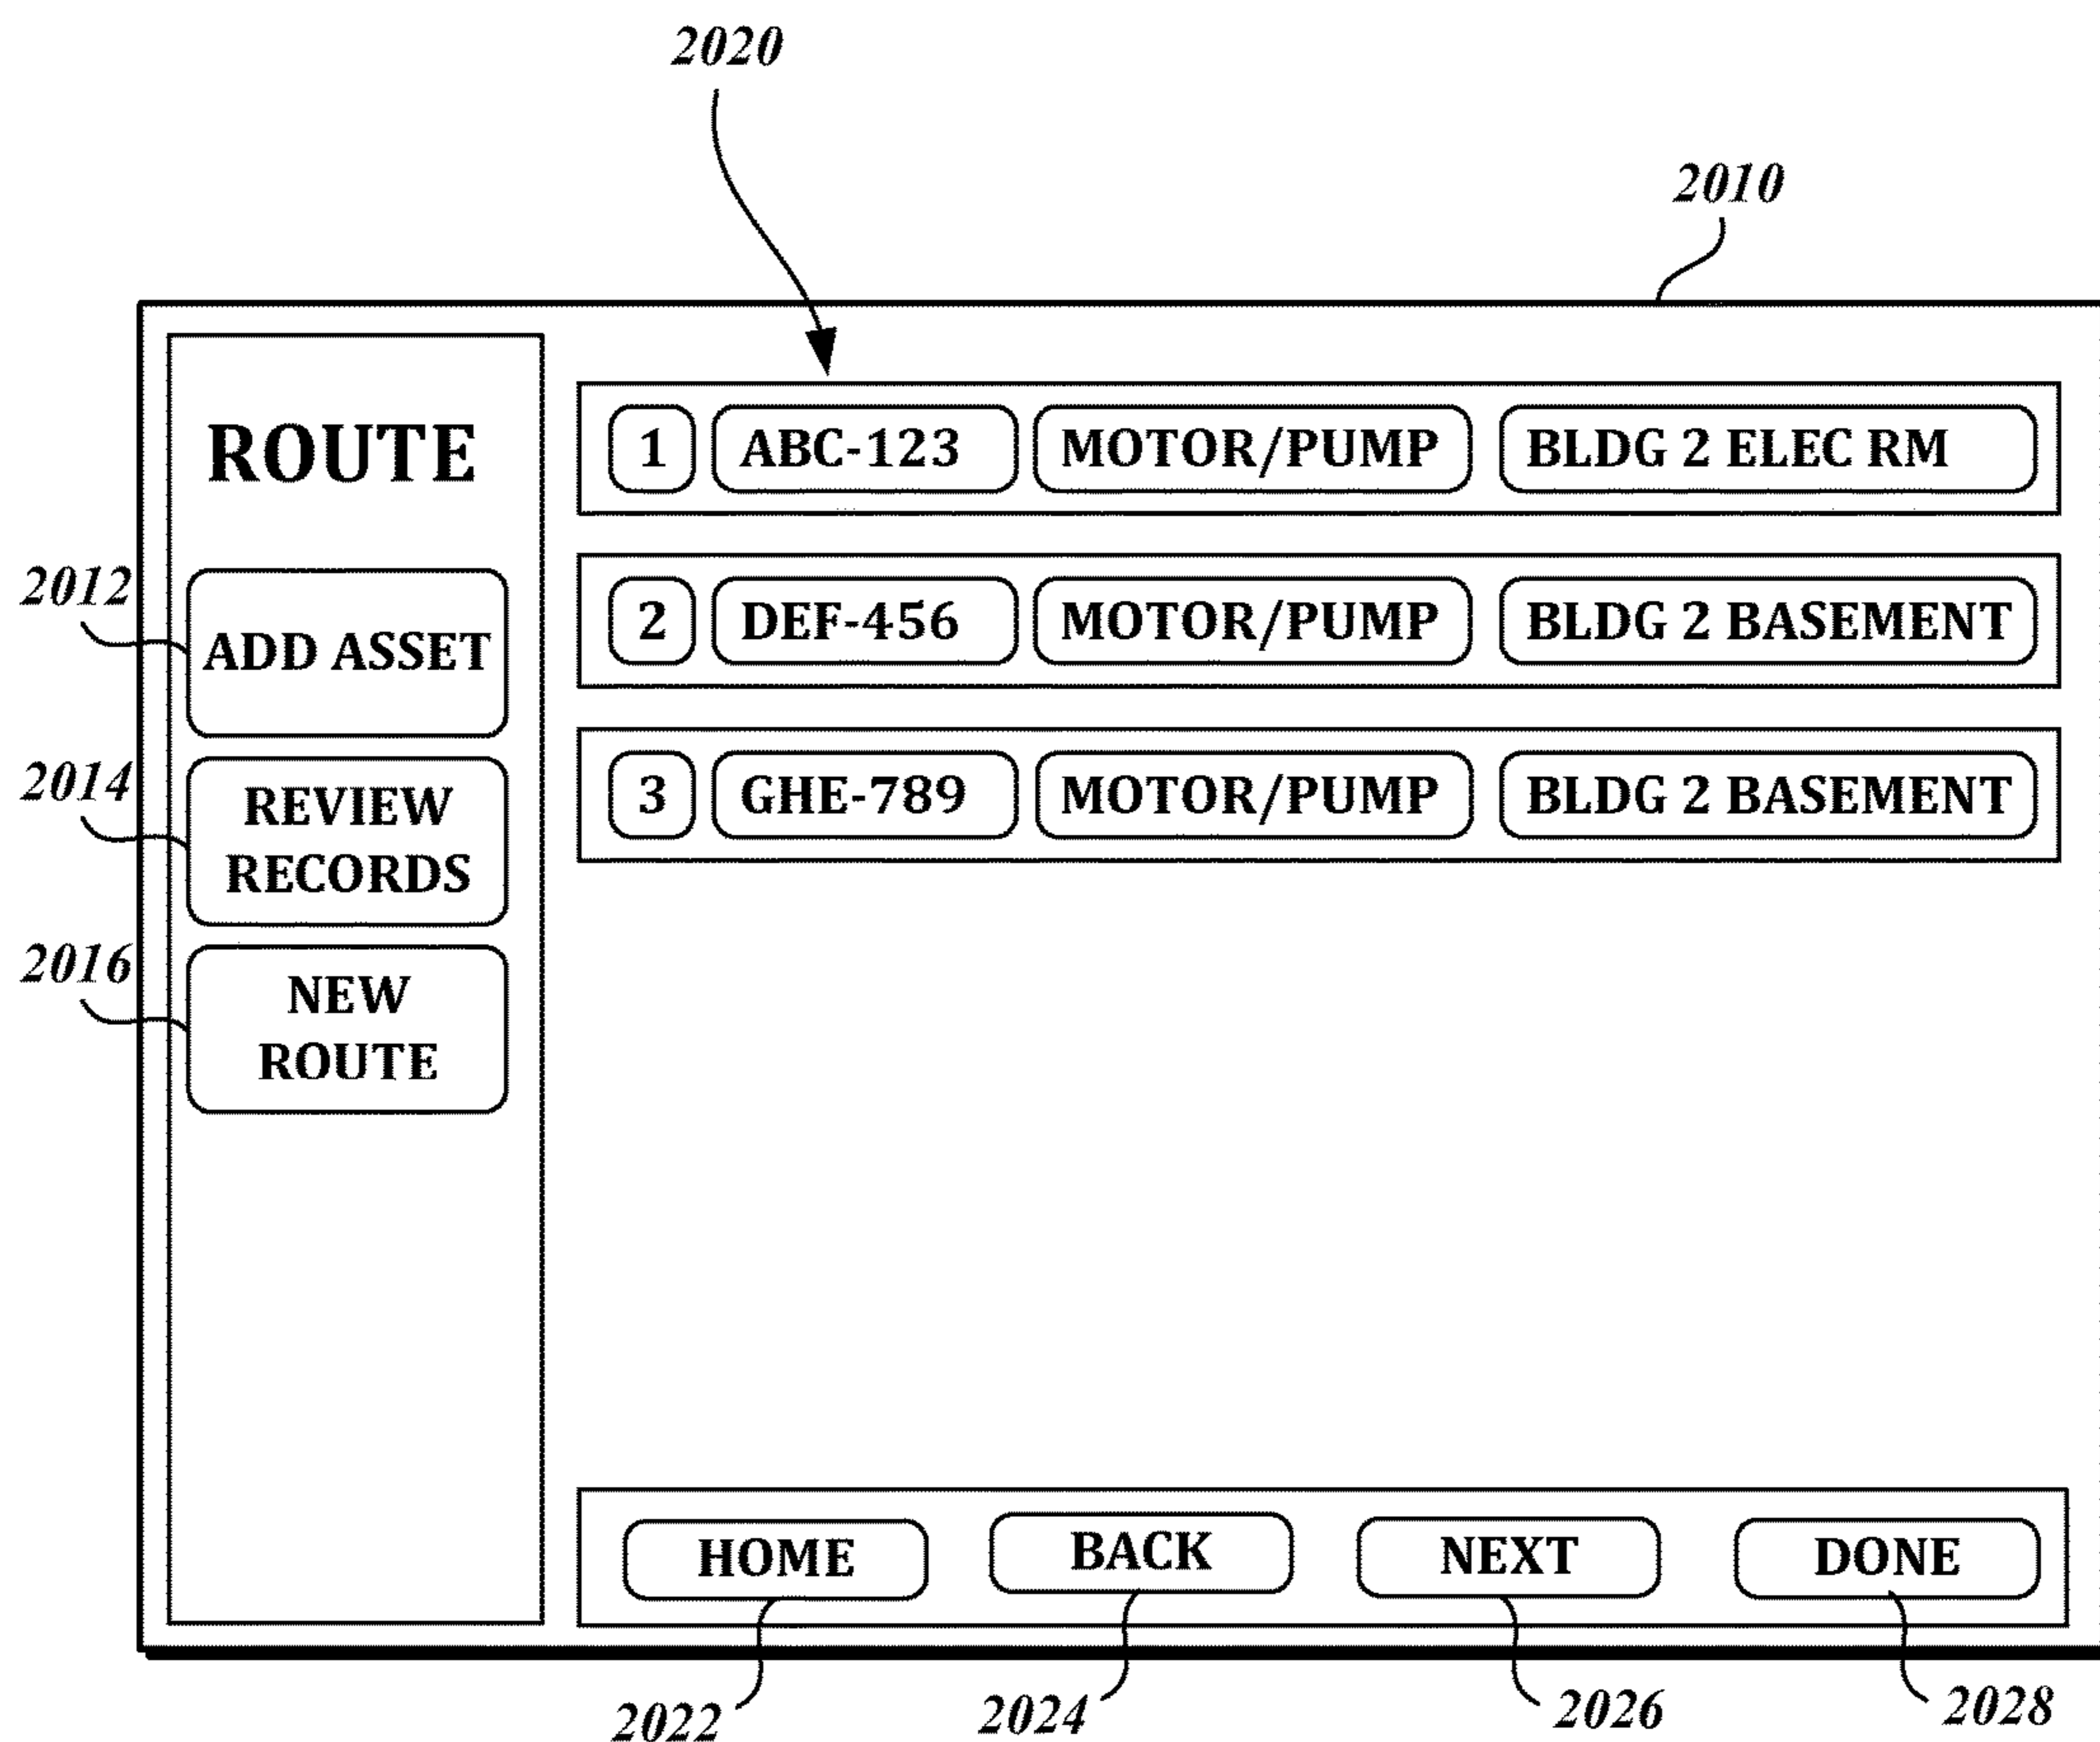 2020
2010
ROUTE
2012
ADD ASSET
2014
REVIEW
RECORDS
2016
NEW
ROUTE
1 ABC-123 MOTOR/PUMP BLDG 2 ELEC RM
2 DEF-456 MOTOR/PUMP BLDG 2 BASEMENT
3 GHE-789 MOTOR/PUMP BLDG 2 BASEMENT
HOME BACK NEXT DONE
2022 2024 2026 2028